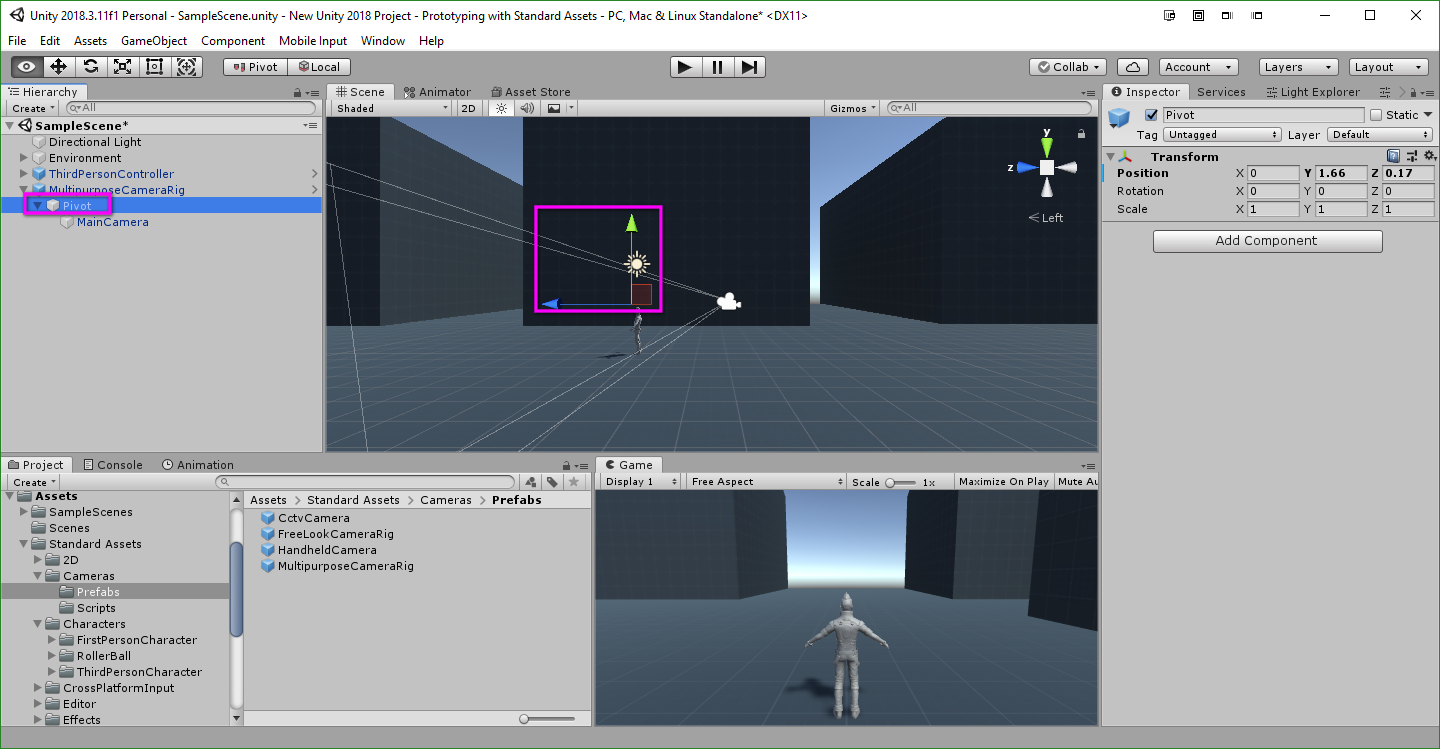 Unity 2018.3.11f1 Personal - SampleScene.unity - New Unity 2018 Project - Prototyping with Standard Assets - PC, Mac & Linux Standalone* <DX11>
File Edit Assets GameObject Component Mobile Input Window Help
Pivot Local Collab Account Layers Layout
Hierarchy
Create All
SampleScene*
Directional Light
Environment
ThirdPersonController
MultipurposeCameraRig
Pivot
MainCamera
Scene Animator Asset Store
Shaded 2D Gizmos All
y
z
Left
Inspector Services Light Explorer
Pivot Static
Tag Untagged Layer Default
Transform
Position X 0 Y 1.66 Z 0.17
Rotation X 0 Y 0 Z 0
Scale X 1 Y 1 Z 1
Add Component
Project Console Animation
Create
Assets
SampleScenes
Scenes
Standard Assets
2D
Cameras
Prefabs
Scripts
Characters
FirstPersonCharacter
RollerBall
ThirdPersonCharacter
CrossPlatformInput
Editor
Effects
Assets > Standard Assets > Cameras > Prefabs
CctvCamera
FreeLookCameraRig
HandheldCamera
MultipurposeCameraRig
Game
Display 1 Free Aspect Scale 1x Maximize On Play Mute Au